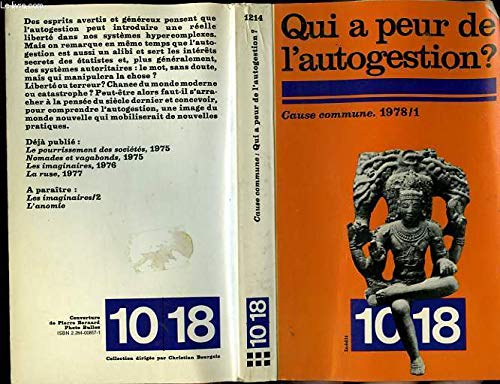 Des esprits avertis et généreux pensent que
l'autogestion peut introduire une réelle
liberté dans nos systèmes hypercomplexes.
Mais on remarque en même temps que l'auto-
gestion est aussi un alibi et sert les intérêts
secrets des étatistes et, plus généralement,
des systèmes autoritaires : le mot, sans doute,
mais qui manipulera la chose ?
Liberté ou terreur? Chance du monde moderne
ou catastrophe ? Peut-être alors faut-il s'arra-
cher à la pensée du siècle dernier et concevoir,
pour comprendre l'autogestion, une image du
monde nouvelle qui mobiliserait de nouvelles
pratiques.
Déjà publié :
Le pourrissement des sociétés, 1975
Nomades et vagabonds, 1975
Les imaginaires, 1976
La ruse, 1977
A paraître :
Les imaginaires/2
L'anomie
Couverture
de Pierre Bernard
Photo Bulloz
ISBN 2.264-00857-1
10 18
Collection dirigée par Christian Bourgois
1214
Cause commune/ Qui a peur de l'autogestion?
10 18
Qui a peur de
l'autogestion?
Cause commune. 1978/1
Inédit
10 18